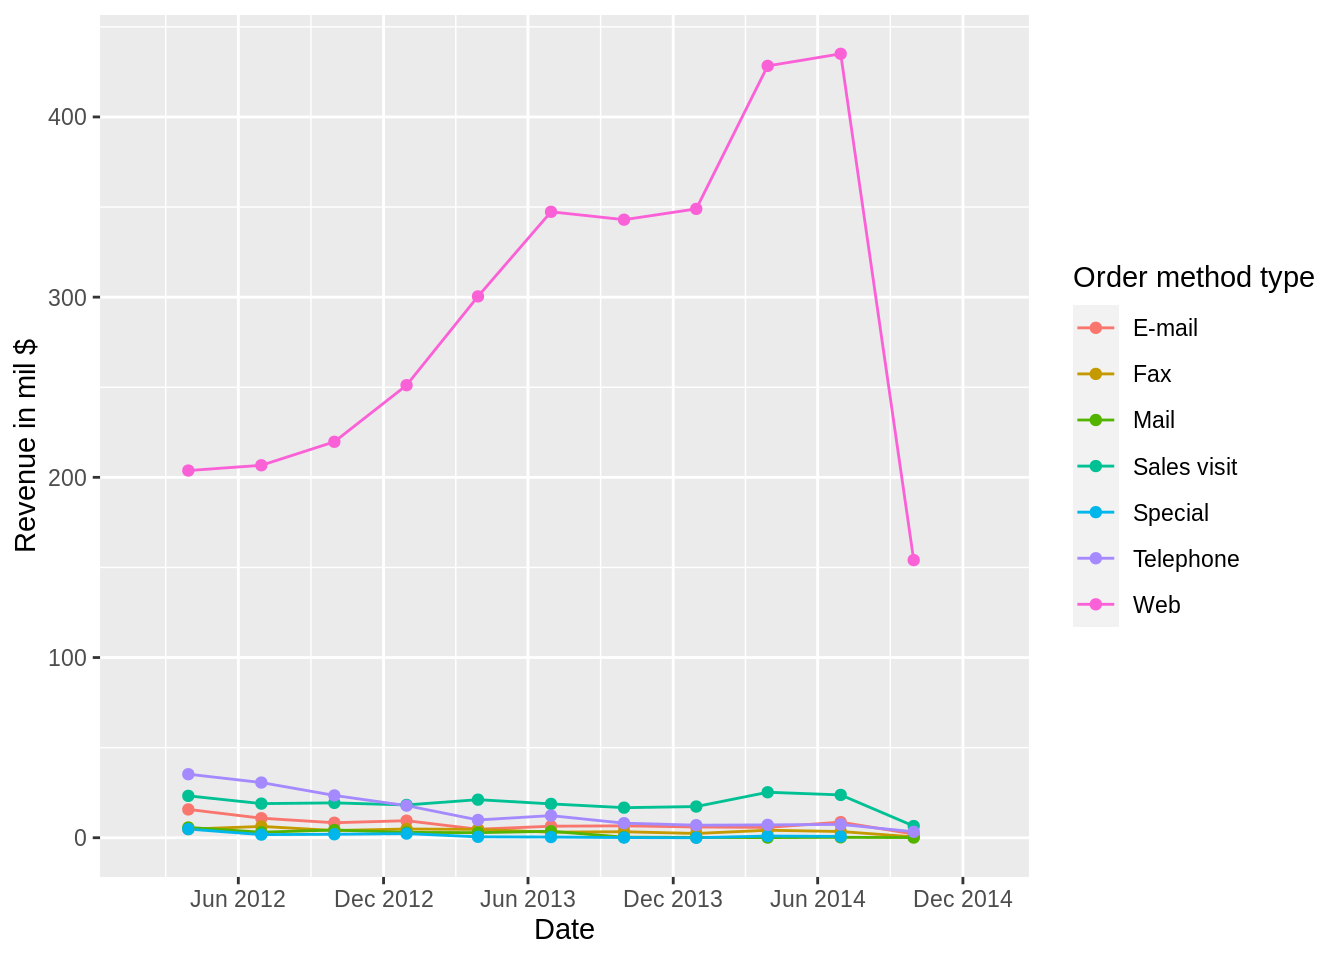 400
300
200
100
0
Revenue in mil $
Jun 2012
Dec 2012
Jun 2013
Dec 2013
Jun 2014
Dec 2014
Date
Order method type
E-mail
Fax
Mail
Sales visit
Special
Telephone
Web